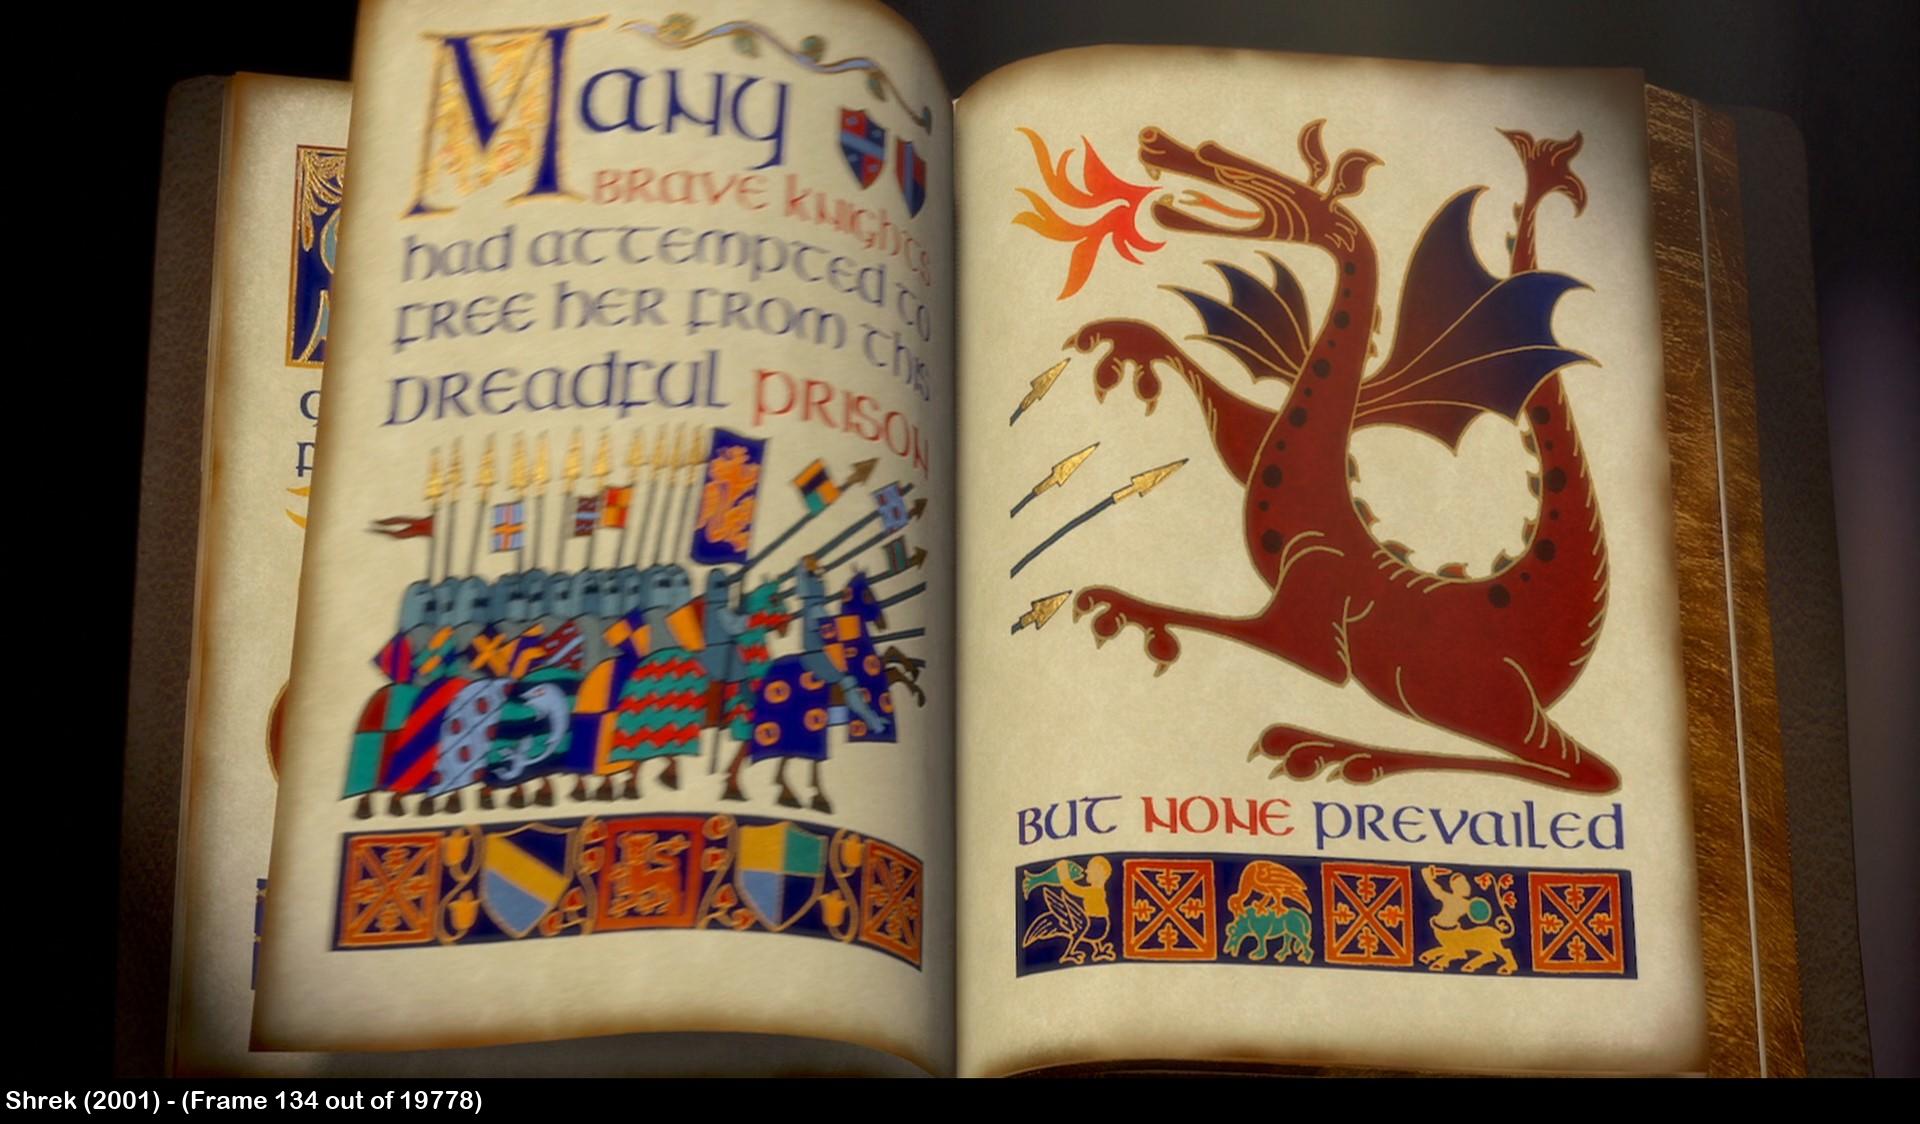 Many
BRAVE KNIGHTS
had attempted to
FREE HER FROM this
DREADFUL PRISON
BUT NONE PREVAILED
Shrek (2001) - (Frame 134 out of 19778)